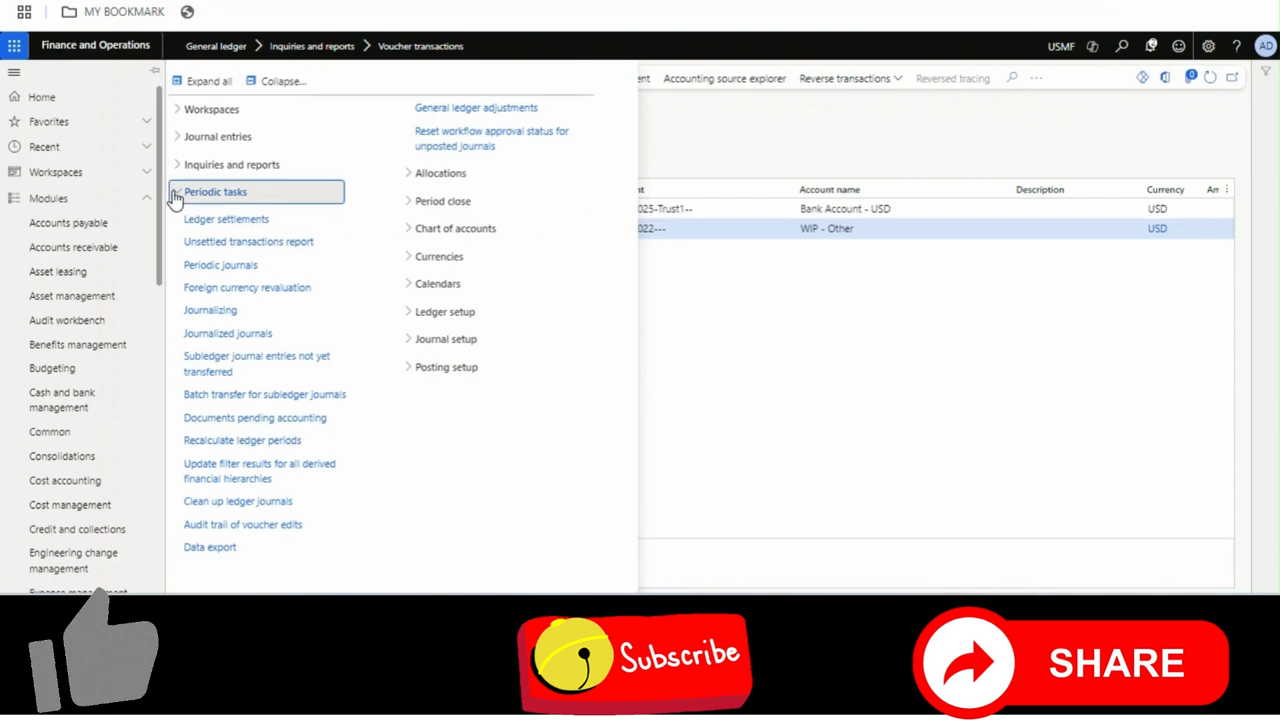 MY BOOKMARK
Finance and Operations
General ledger
Inquiries and reports
Voucher transactions
USMF
AD
Home
Favorites
Recent
Workspaces
Modules
Accounts payable
Accounts receivable
Asset leasing
Asset management
Audit workbench
Benefits management
Budgeting
Cash and bank
management
Common
Consolidations
Cost accounting
Cost management
Credit and collections
Engineering change
management
Expand all
Collapse...
Workspaces
Journal entries
Inquiries and reports
Periodic tasks
Ledger settlements
Unsettled transactions report
Periodic journals
Foreign currency revaluation
Journalizing
Journalized journals
Subledger journal entries not yet
transferred
Batch transfer for subledger journals
Documents pending accounting
Recalculate ledger periods
Update filter results for all derived
financial hierarchies
Clean up ledger journals
Audit trail of voucher edits
Data export
General ledger adjustments
Reset workflow approval status for
unposted journals
Allocations
Period close
Chart of accounts
Currencies
Calendars
Ledger setup
Journal setup
Posting setup
Accounting source explorer
Reverse transactions
Reversed tracing
...
0
Account name
Description
Currency
025-Trust1--
Bank Account - USD
USD
022---
WIP - Other
USD
Subscribe
SHARE